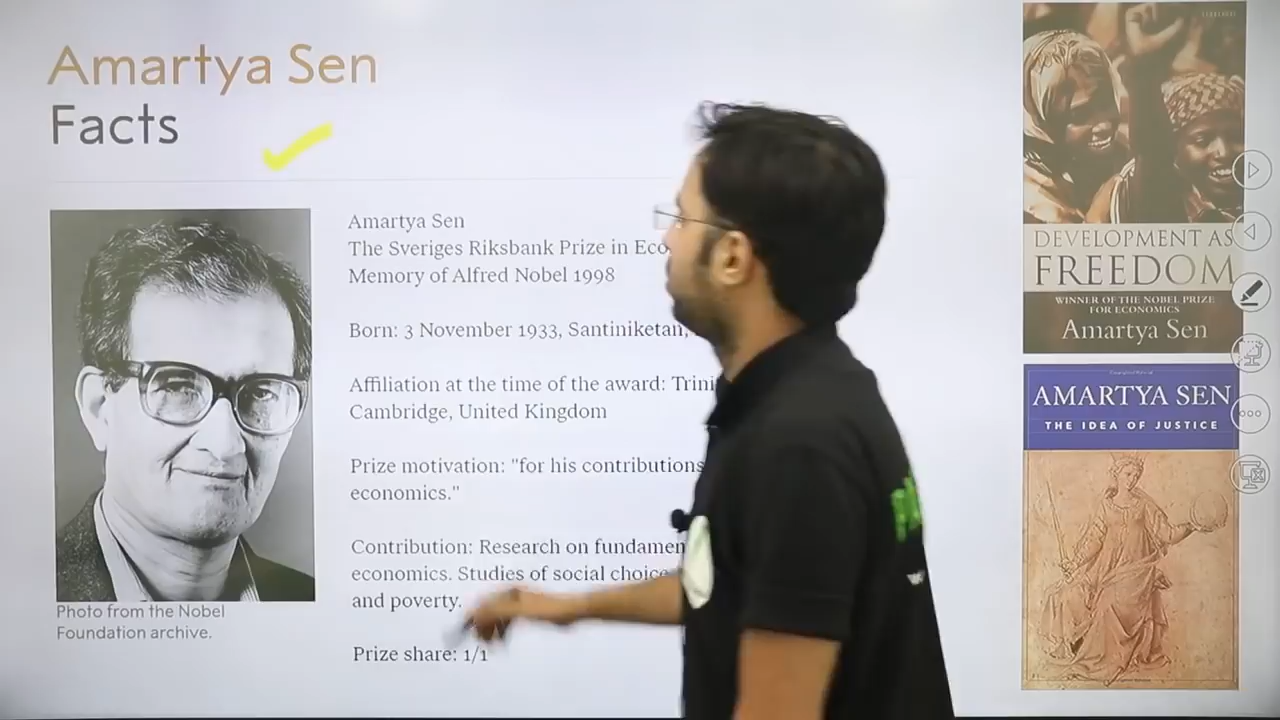 Amartya Sen
Facts
Amartya Sen
The Sveriges Riksbank Prize in
Memory of Alfred Nobel 1998
Born: 3 November 1933, Santiniketan,
Affiliation at the time of the award:
Cambridge, United Kingdom
Prize motivation: "for his contributions
economics."
Contribution: Research on
economics. Studies of social choice
and poverty.
Prize share: 1/1
Photo from the Nobel
Foundation archive.
DEVELOPMENT AS
FREEDOM
WINNER OF THE NOBEL PRIZE
FOR ECONOMICS
Amartya Sen
AMARTYA SEN
THE IDEA OF JUSTICE